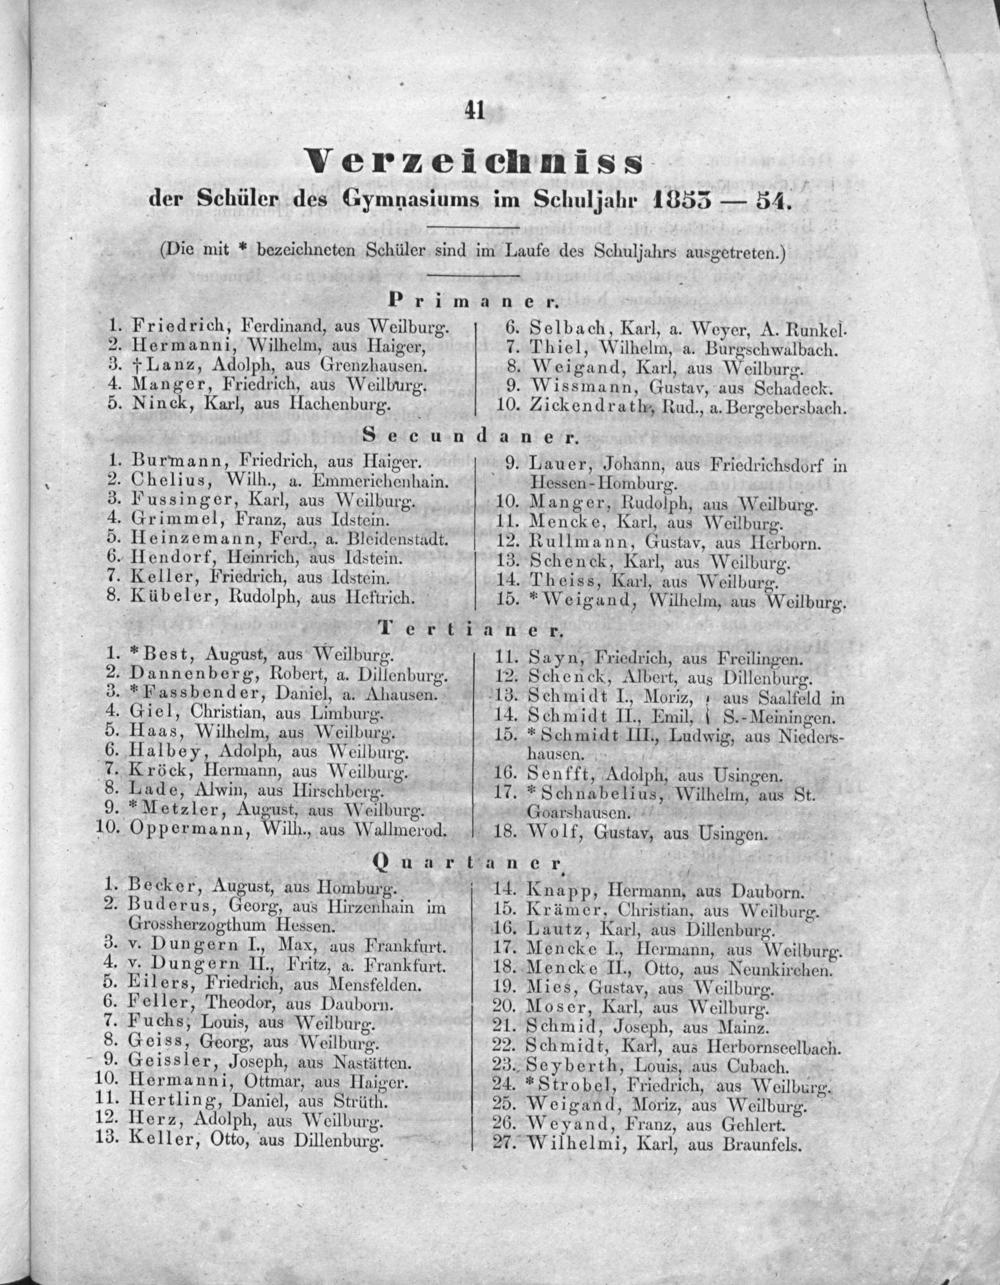 41
Verzeichniss
der Schüler des Gymnasiums im Schuljahr 1853 — 54.
(Die mit * bezeichneten Schüler sind im Laufe des Schuljahrs ausgetreten.)
Primaner.
1. Friedrich, Ferdinand, aus Weilburg.
2. Hermanni, Wilhelm, aus Haiger,
3. †Lanz, Adolph, aus Grenzhausen.
4. Manger, Friedrich, aus Weilburg.
5. Ninck, Karl, aus Hachenburg.
6. Selbach, Karl, a. Weyer, A. Runkel.
7. Thiel, Wilhelm, a. Burgschwalbach.
8. Weigand, Karl, aus Weilburg.
9. Wissmann, Gustav, aus Schadeck.
10. Zickendrath, Rud., a. Bergebersbach.
Secundaner.
1. Burmann, Friedrich, aus Haiger.
2. Chelius, Wilh., a. Emmerichenhain.
3. Fussinger, Karl, aus Weilburg.
4. Grimmel, Franz, aus Idstein.
5. Heinzemann, Ferd., a. Bleidenstadt.
6. Hendorf, Heinrich, aus Idstein.
7. Keller, Friedrich, aus Idstein.
8. Kübeler, Rudolph, aus Heftrich.
9. Lauer, Johann, aus Friedrichsdorf in
Hessen-Homburg.
10. Manger, Rudolph, aus Weilburg.
11. Mencke, Karl, aus Weilburg.
12. Rullmann, Gustav, aus Herborn.
13. Schenck, Karl, aus Weilburg.
14. Theiss, Karl, aus Weilburg.
15. *Weigand, Wilhelm, aus Weilburg.
Tertianer.
1. *Best, August, aus Weilburg.
2. Dannenberg, Robert, a. Dillenburg.
3. *Fassbender, Daniel, a. Ahausen.
4. Giel, Christian, aus Limburg.
5. Haas, Wilhelm, aus Weilburg.
6. Halbey, Adolph, aus Weilburg.
7. Kröck, Hermann, aus Weilburg.
8. Lade, Alwin, aus Hirschberg.
9. *Metzler, August, aus Weilburg.
10. Oppermann, Wilh., aus Wallmerod.
11. Sayn, Friedrich, aus Freilingen.
12. Schenck, Albert, aus Dillenburg.
13. Schmidt I., Moriz, aus Saalfeld in
14. Schmidt II., Emil, S.-Meiningen.
15. *Schmidt III., Ludwig, aus Nieders-
hausen.
16. Senfft, Adolph, aus Usingen.
17. *Schnabelius, Wilhelm, aus St.
Goarshausen.
18. Wolf, Gustav, aus Usingen.
Quartaner.
1. Becker, August, aus Homburg.
2. Buderus, Georg, aus Hirzenhain im
Grossherzogthum Hessen.
3. v. Dungern I., Max, aus Frankfurt.
4. v. Dungern II., Fritz, a. Frankfurt.
5. Eilers, Friedrich, aus Mensfelden.
6. Feller, Theodor, aus Dauborn.
7. Fuchs, Louis, aus Weilburg.
8. Geiss, Georg, aus Weilburg.
9. Geissler, Joseph, aus Nastätten.
10. Hermanni, Ottmar, aus Haiger.
11. Hertling, Daniel, aus Strüth.
12. Herz, Adolph, aus Weilburg.
13. Keller, Otto, aus Dillenburg.
14. Knapp, Hermann, aus Dauborn.
15. Krämer, Christian, aus Weilburg.
16. Lautz, Karl, aus Dillenburg.
17. Mencke I., Hermann, aus Weilburg.
18. Mencke II., Otto, aus Neunkirchen.
19. Mies, Gustav, aus Weilburg.
20. Moser, Karl, aus Weilburg.
21. Schmid, Joseph, aus Mainz.
22. Schmidt, Karl, aus Herbornseelbach.
23. Seyberth, Louis, aus Cubach.
24. *Strobel, Friedrich, aus Weilburg.
25. Weigand, Moriz, aus Weilburg.
26. Weyand, Franz, aus Gehlert.
27. Wilhelmi, Karl, aus Braunfels.